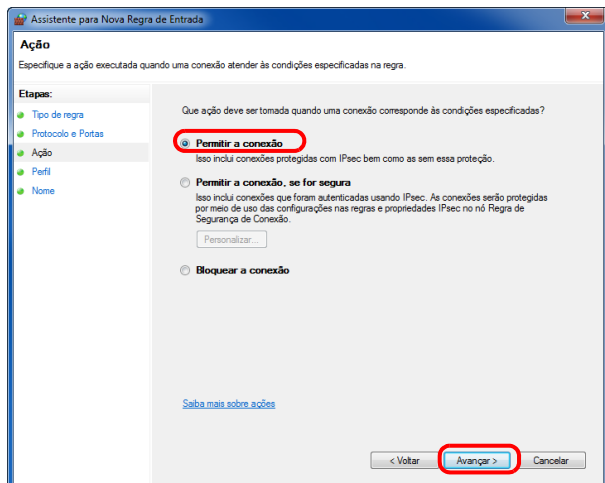 Assistente para Nova Regra de Entrada
Ação
Especifique a ação executada quando uma conexão atender às condições especificadas na regra.
Etapas:
Tipo de regra
Protocolo e Portas
Ação
Perfil
Nome
Que ação deve ser tomada quando uma conexão corresponde às condições especificadas?
Permitir a conexão
Isso inclui conexões protegidas com IPsec bem como as sem essa proteção.
Permitir a conexão, se for segura
Isso inclui conexões que foram autenticadas usando IPsec. As conexões serão protegidas
por meio de uso das configurações nas regras e propriedades IPsec no nó Regra de
Segurança de Conexão.
Personalizar...
Bloquear a conexão
Saiba mais sobre ações
< Voltar
Avançar >
Cancelar